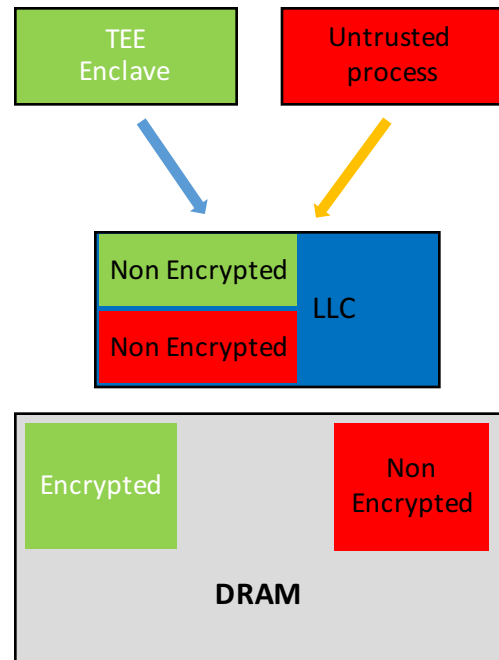 TEE
Enclave
Untrusted
process
Non Encrypted
Non Encrypted
LLC
Encrypted
Non
Encrypted
DRAM